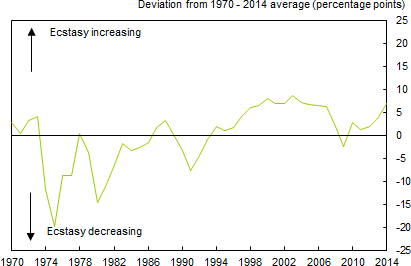 Deviation from 1970 - 2014 average (percentage points)
25
Ecstasy increasing
20
15
10
5
0
-5
-10
-15
-20
Ecstasy decreasing
-25
1970 1974 1978 1982 1986 1990 1994 1998 2002 2006 2010 2014